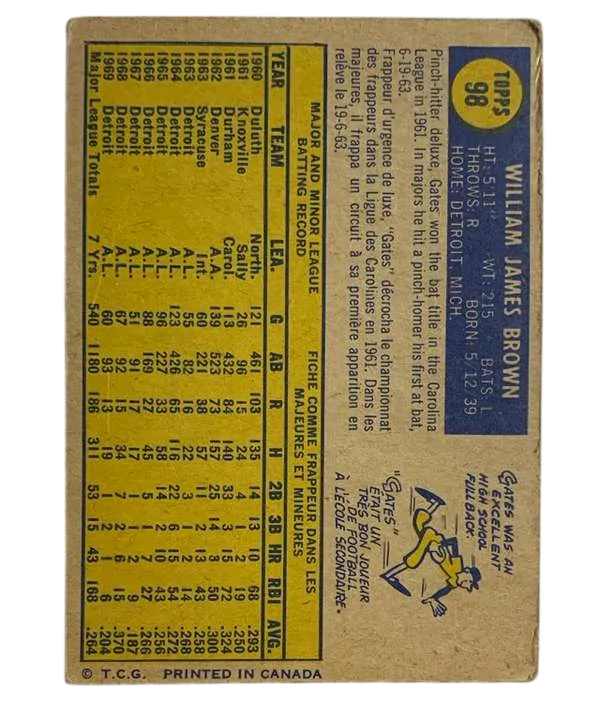 TOPPS
98
WILLIAM JAMES BROWN
HT: 5'11" WT: 215 BATS: L
THROWS: R BORN: 5/12/39
HOME: DETROIT, MICH.
Pinch-hitter, deluxe, Gates won the bat title in the Carolina
League in 1961. In majors he hit a pinch-homer his first at bat,
6-19-63.
Frappeur d'urgence de luxe, "Gates" décrocha le championnat
des frappeurs dans la Ligue des Carolines en 1961. Dans les
majeures, il frappa un circuit à sa première apparition en
relève le 19-6-63.
GATES WAS AN
EXCELLENT
HIGH SCHOOL
FULLBACK.
"GATES"
ÉTAIT UN
TRÈS BON JOUEUR
DE FOOTBALL
À L'ÉCOLE SECONDAIRE.
MAJOR AND MINOR LEAGUE
BATTING RECORD
FICHE COMME FRAPPEUR DANS LES
MAJEURES ET MINEURES
YEAR TEAM LEA. G AB R H 2B 3B HR RBI AVG.
1960 Duluth North. 121 461 103 135 14 13 10 68 .293
1961 Knoxville Sally 26 96 15 24 4 1 2 19 .250
1961 Durham Carol. 113 432 84 140 33 3 15 72 .324
1962 Denver A.A. 139 523 73 157 50 .300
1963 Syracuse Int. 60 221 38 57 11 2 13 43 .258
1963 Detroit A.L. 55 82 16 22 2 1 2 14 .268
1964 Detroit A.L. 123 426 65 116 22 6 15 54 .272
1965 Detroit A.L. 96 227 33 58 14 2 10 43 .256
1966 Detroit A.L. 88 169 27 45 5 1 7 27 .266
1967 Detroit A.L. 51 91 17 17 1 1 2 9 .187
1968 Detroit A.L. 67 92 15 34 7 2 6 15 .370
1969 Detroit A.L. 60 93 13 19 1 2 1 6 .204
Major League Totals 7 Yrs. 540 1180 186 311 53 15 43 168 .264
© T.C.G. PRINTED IN CANADA